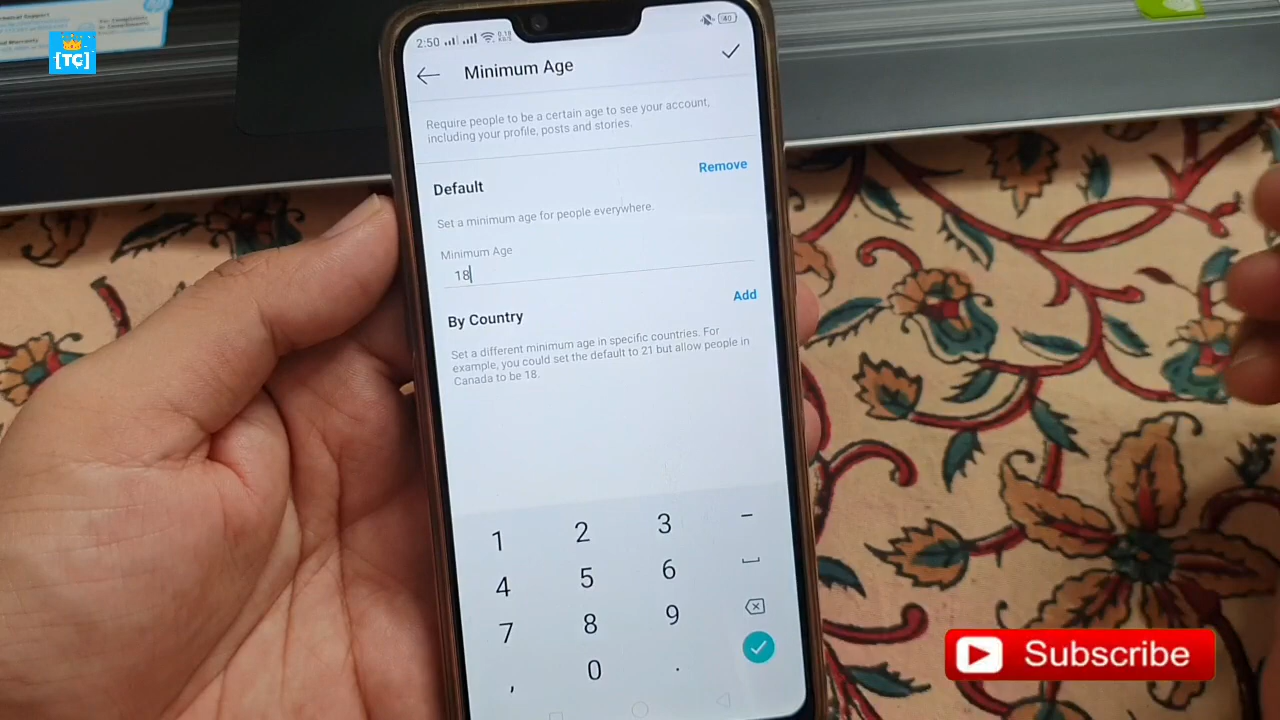 [TC]
2:50
40
Minimum Age
Require people to be a certain age to see your account,
including your profile, posts and stories.
Default
Remove
Set a minimum age for people everywhere.
Minimum Age
18
By Country
Add
Set a different minimum age in specific countries. For
example, you could set the default to 21 but allow people in
Canada to be 18.
1 2 3 -
4 5 6
7 8 9
, 0 .
Subscribe